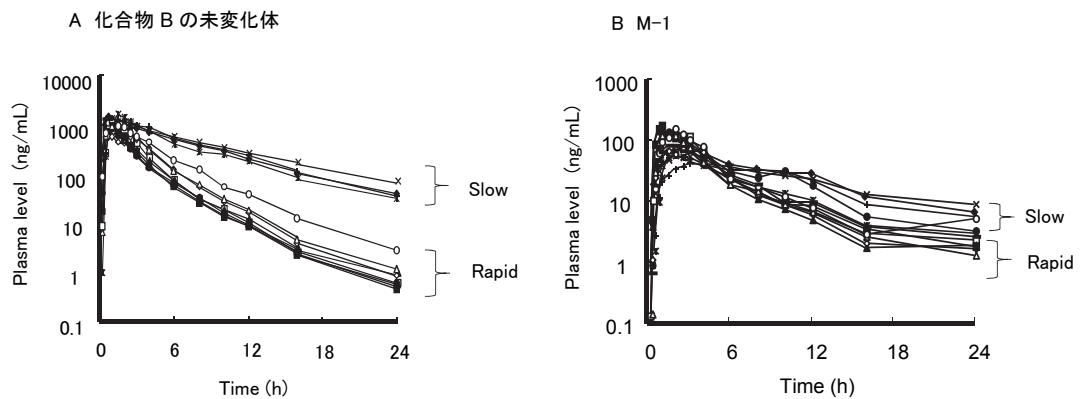 A 化合物 B の未変化体
Plasma level (ng/mL)
10000
1000
100
10
1
0.1
0
6
12
18
24
Time (h)
Slow
Rapid
B M-1
Plasma level (ng/mL)
1000
100
10
1
0.1
0
6
12
18
24
Time (h)
Slow
Rapid